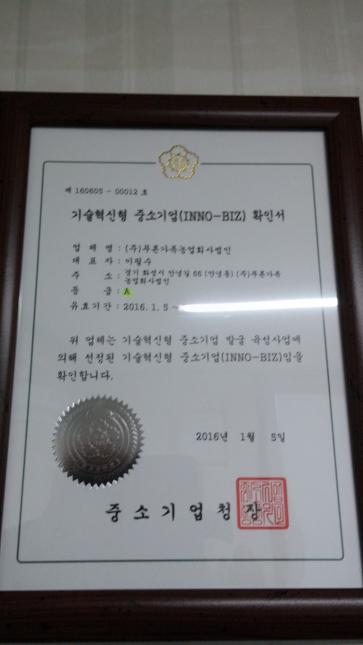 제 160605-00012 호
기술혁신형 중소기업(INNO-BIZ) 확인서
업체명 : (주)푸른가족농업회사법인
대표자 : 이필수
주 소 : 경기 화성시 안녕길 66 (안녕동) (주)푸른가족
농업회사법인
등 급 : A
유효기간 : 2016.1.5 ~
위 업체는 기술혁신형 중소기업 발굴 육성사업에
의해 선정된 기술혁신형 중소기업(INNO-BIZ)임을
확인합니다.
2016년 1월 5일
중소기업청장